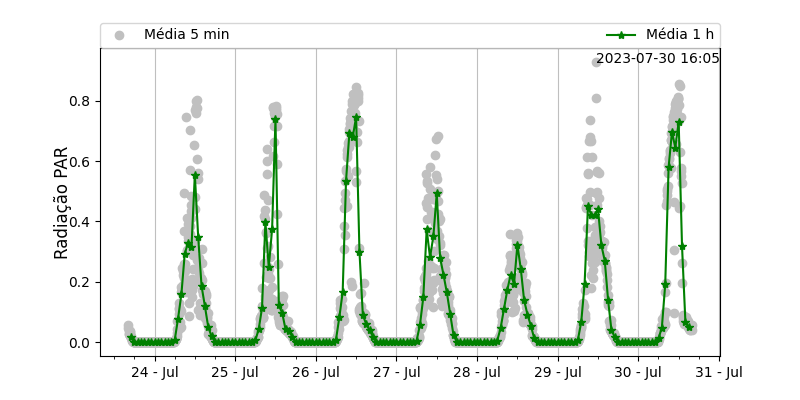 Média 5 min
Média 1 h
2023-07-30 16:05
Radiação PAR
0.8
0.6
0.4
0.2
0.0
24 - Jul
25 - Jul
26 - Jul
27 - Jul
28 - Jul
29 - Jul
30 - Jul
31 - Jul